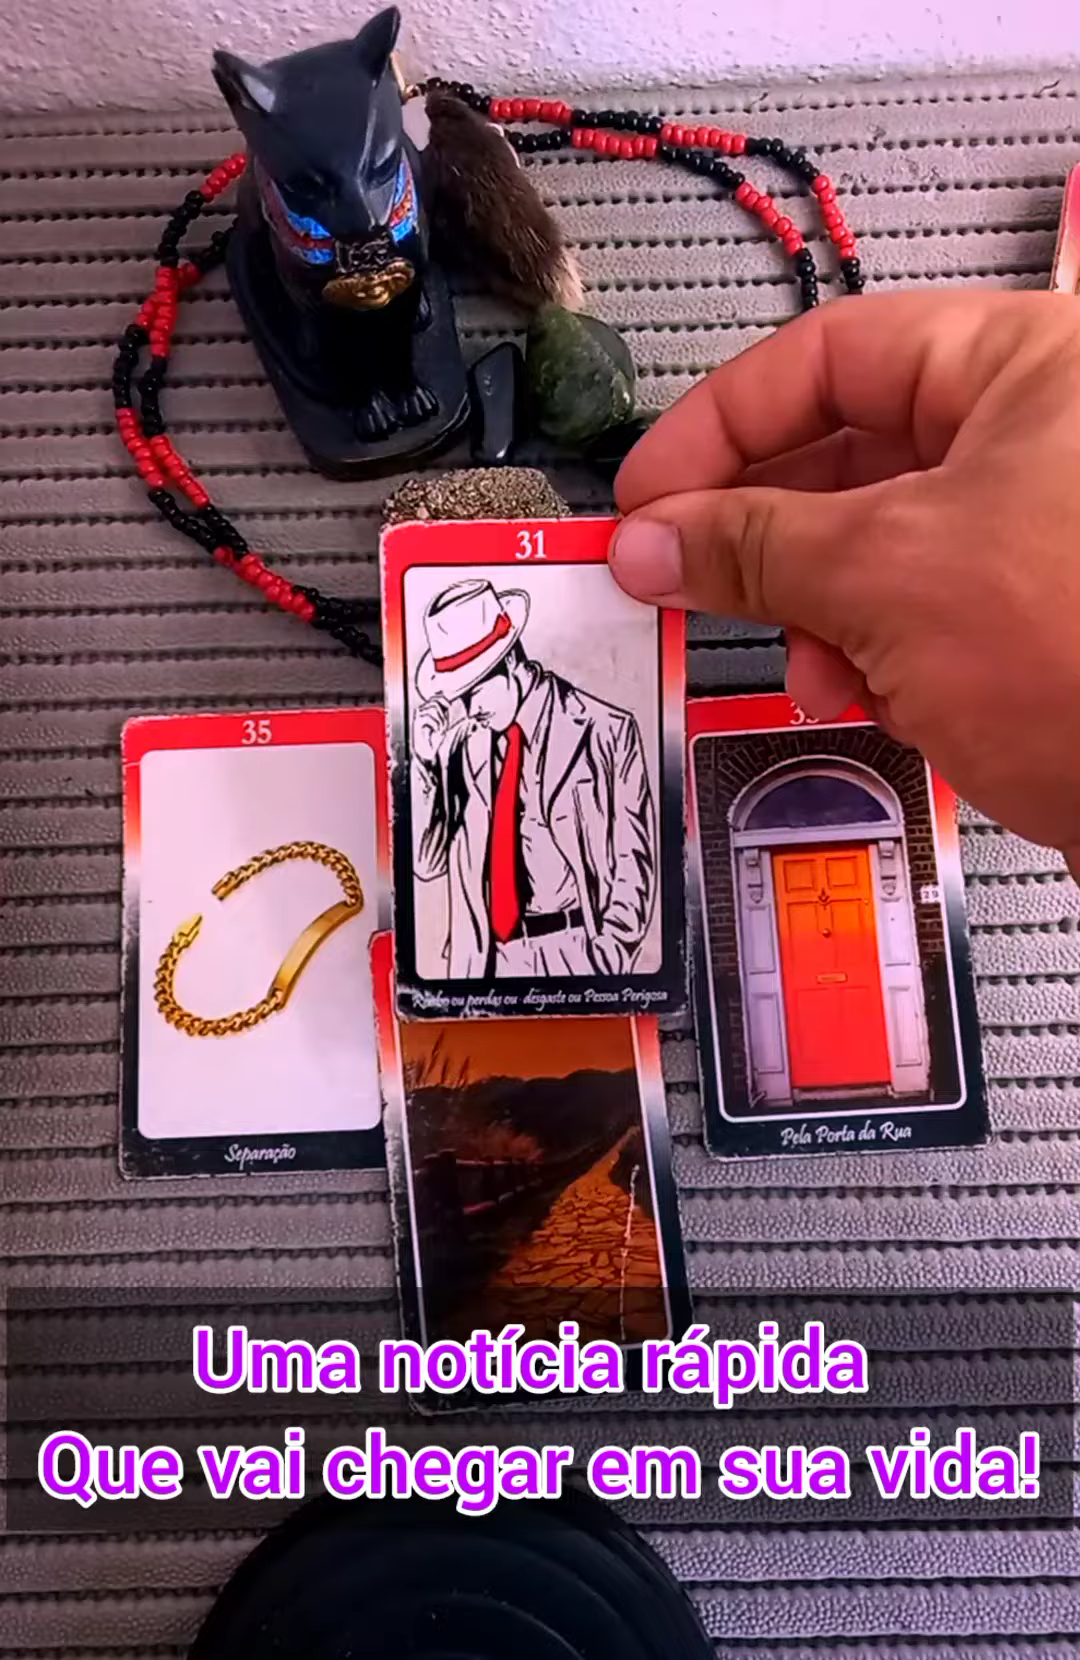 31
35
Roubo ou perdas ou desgaste ou Pessoa Perigosa
Pela Porta da Rua
Separação
Uma notícia rápida
Que vai chegar em sua vida!